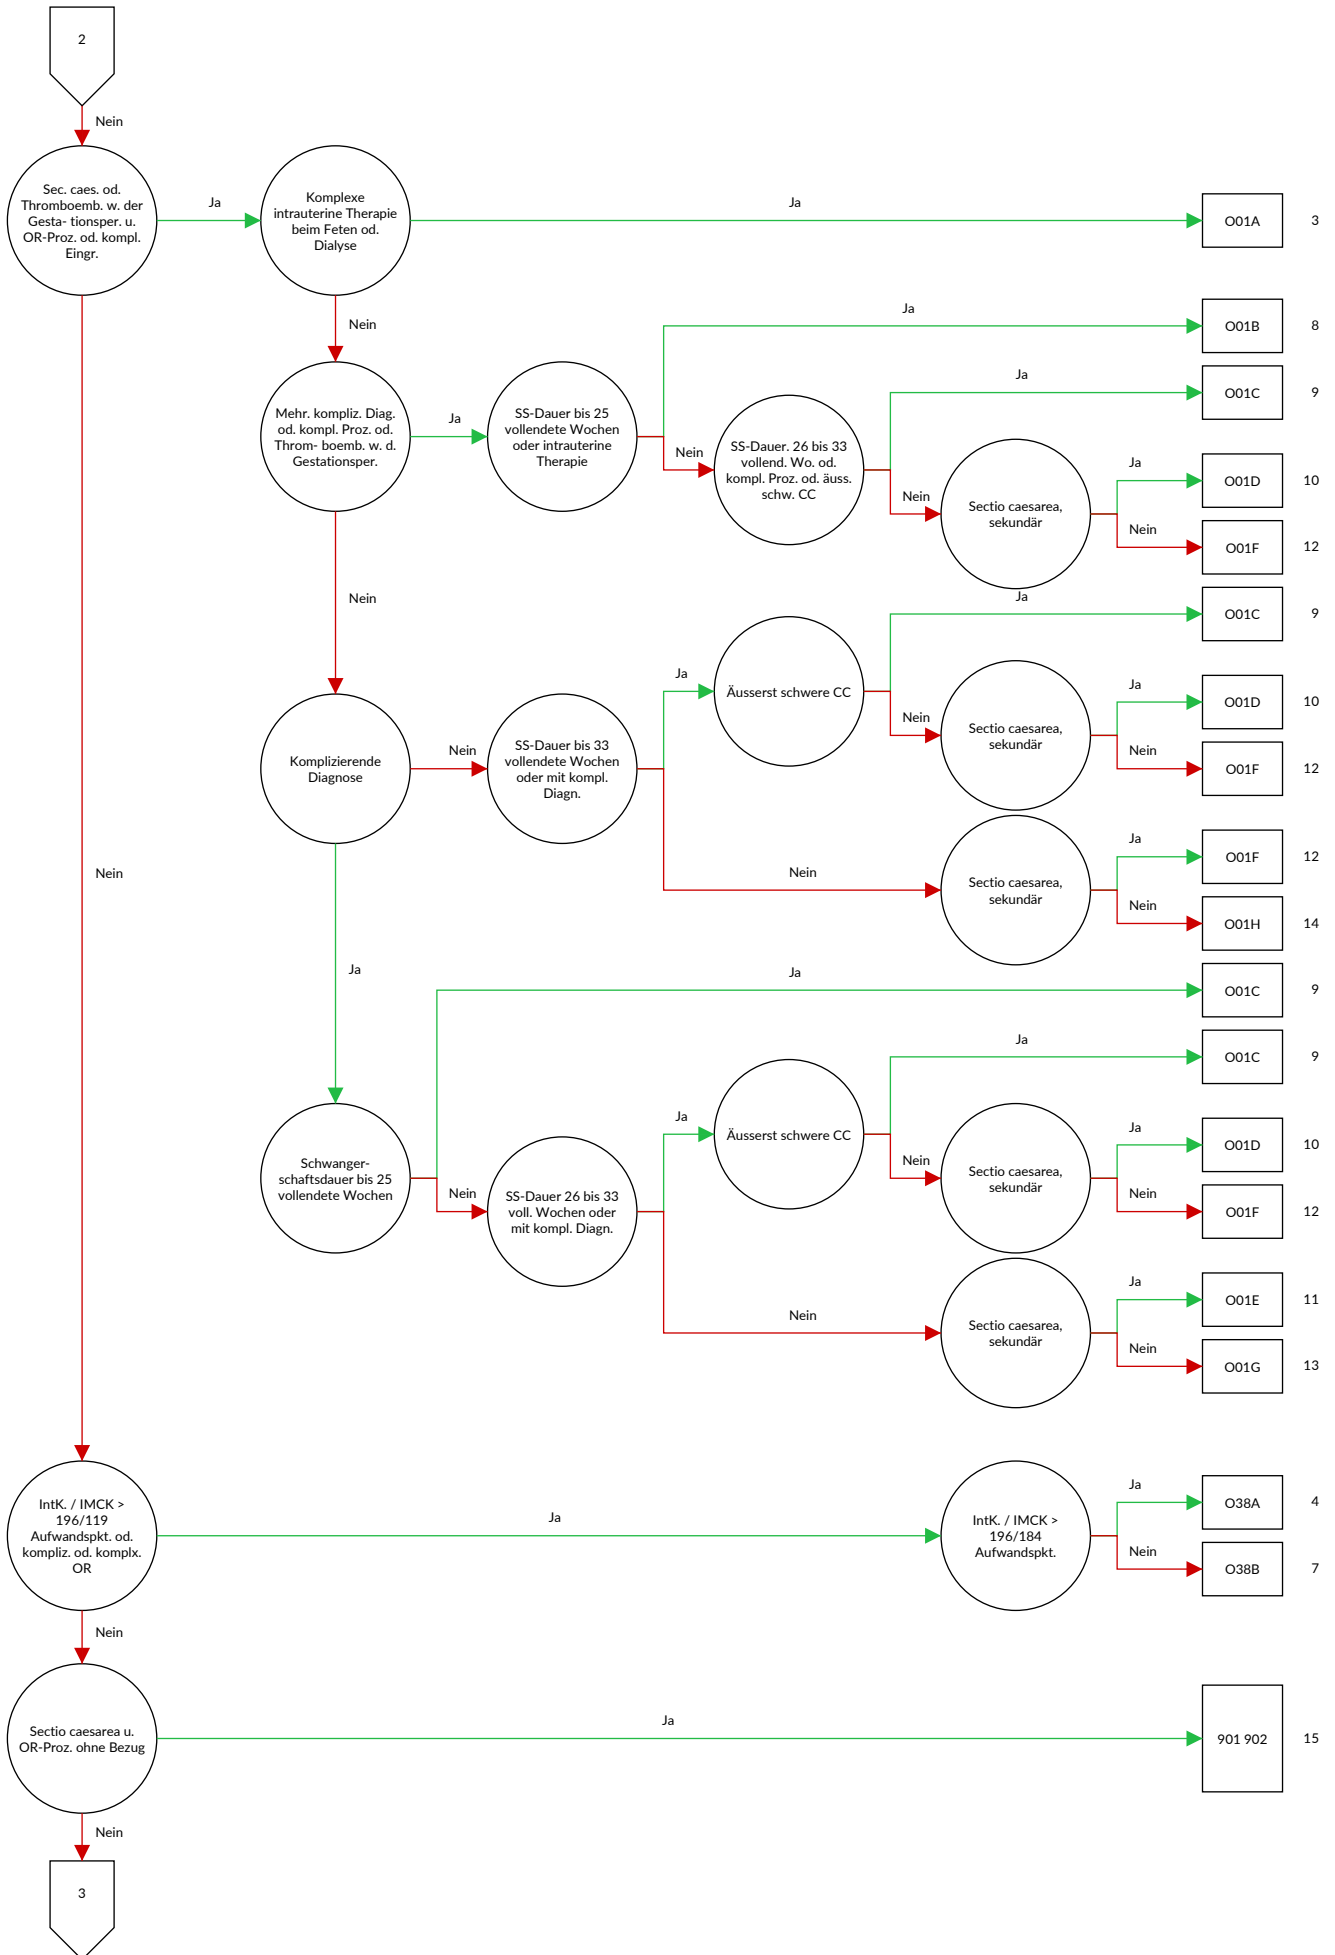 2
Nein
Sec. caes. od.
Thromboemb. w. der
Gesta- tionsper. u.
OR-Proz. od. kompl.
Eingr.
Ja
Komplexe
intrauterine Therapie
beim Feten od.
Dialyse
Ja
O01A
3
Nein
Mehr. kompliz. Diag.
od. kompl. Proz. od.
Throm- boemb. w. d.
Gestationsper.
Ja
SS-Dauer bis 25
vollendete Wochen
oder intrauterine
Therapie
Ja
O01B
8
Nein
SS-Dauer. 26 bis 33
vollend. Wo. od.
kompl. Proz. od. äuss.
schw. CC
Ja
O01C
9
Nein
Sectio caesarea,
sekundär
Ja
O01D
10
Nein
O01F
12
Nein
Komplizierende
Diagnose
Nein
SS-Dauer bis 33
vollendete Wochen
oder mit kompl.
Diagn.
Ja
Äusserst schwere CC
Ja
O01C
9
Nein
Sectio caesarea,
sekundär
Ja
O01D
10
Nein
O01F
12
Nein
Sectio caesarea,
sekundär
Ja
O01F
12
Nein
O01H
14
Ja
Schwanger-
schaftsdauer bis 25
vollendete Wochen
Ja
O01C
9
Nein
SS-Dauer 26 bis 33
voll. Wochen oder
mit kompl. Diagn.
Ja
Äusserst schwere CC
Ja
O01C
9
Nein
Sectio caesarea,
sekundär
Ja
O01D
10
Nein
O01F
12
Nein
Sectio caesarea,
sekundär
Ja
O01E
11
Nein
O01G
13
Nein
IntK. / IMCK >
196/119
Aufwandspkt. od.
kompliz. od. komplx.
OR
Ja
IntK. / IMCK >
196/184
Aufwandspkt.
Ja
O38A
4
Nein
O38B
7
Nein
Sectio caesarea u.
OR-Proz. ohne Bezug
Ja
901 902
15
Nein
3